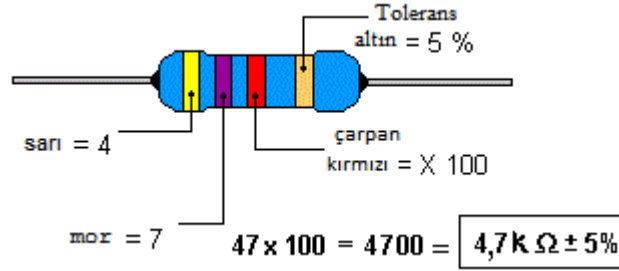 Tolerans
altın = 5 %
sarı = 4
çarpan
kırmızı = X 100
mor = 7
47 x 100 = 4700 = 4,7k Ω ± 5%